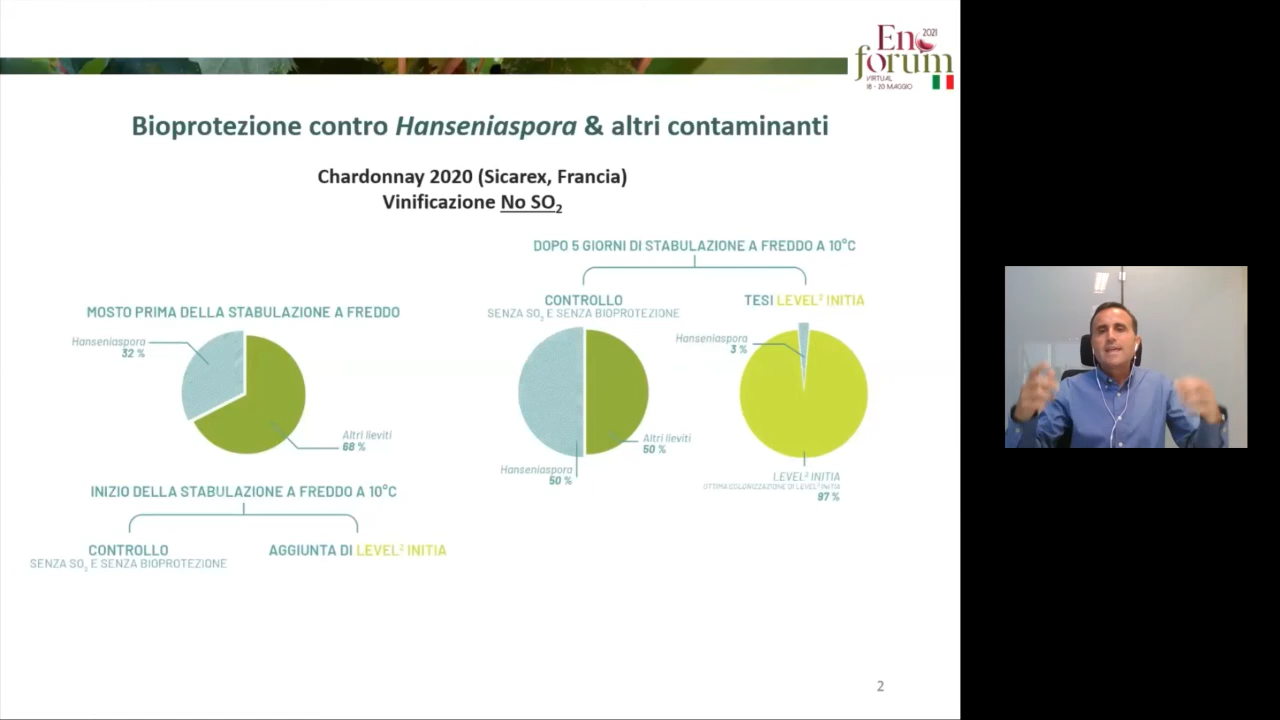 En
2021
forum
VIRTUAL
18 - 20 MAGGIO
Bioprotezione contro Hanseniaspora & altri contaminanti
Chardonnay 2020 (Sicarex, Francia)
Vinificazione No SO₂
MOSTO PRIMA DELLA STABULAZIONE A FREDDO
Hanseniaspora
32 %
Altri lieviti
68 %
INIZIO DELLA STABULAZIONE A FREDDO A 10°C
CONTROLLO
SENZA SO₂ E SENZA BIOPROTEZIONE
AGGIUNTA DI LEVEL² INITIA
DOPO 5 GIORNI DI STABULAZIONE A FREDDO A 10°C
CONTROLLO
SENZA SO₂ E SENZA BIOPROTEZIONE
Hanseniaspora
50 %
Altri lieviti
50 %
TESI LEVEL² INITIA
Hanseniaspora
3 %
LEVEL² INITIA
OTTIMA COLONIZZAZIONE DI LEVEL² INITIA
97 %
2